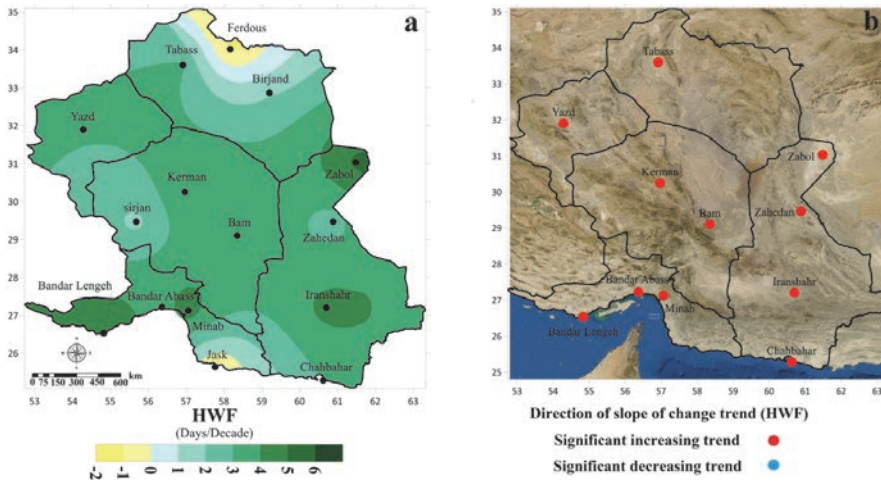 a
35
34
33
32
31
30
29
28
27
26
Ferdous
Tabass
Birjand
Yazd
Zabol
Kerman
sirjan
Bam
Zahedan
Bandar Lengeh
Bandar Abass
Iranshahr
Minab
Jask
Chahbahar
0 75 150 300 450 600
km
53 54 55 56 57 58 59 60 61 62 63
HWF
(Days/Decade)
-2 -1 0 1 2 3 4 5 6
b
35
34
33
32
31
30
29
28
27
26
25
Tabass
Yazd
Zabol
Kerman
Bam
Zahedan
Bandar Abass
Iranshahr
Minab
Bandar Lengeh
Chahbahar
53 54 55 56 57 58 59 60 61 62 63
Direction of slope of change trend (HWF)
Significant increasing trend
Significant decreasing trend